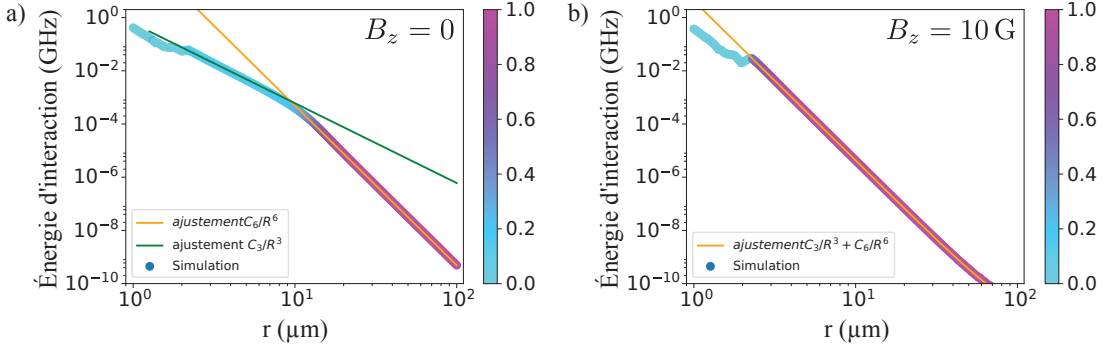 a)
Énergie d'interaction (GHz)
10^0
10^-2
10^-4
10^-6
10^-8
10^-10
B_z = 0
ajustementC_6/R^6
ajustement C_3/R^3
Simulation
10^0
10^1
10^2
r (µm)
1.0
0.8
0.6
0.4
0.2
0.0
b)
Énergie d'interaction (GHz)
10^0
10^-2
10^-4
10^-6
10^-8
10^-10
B_z = 10 G
ajustementC_3/R^3 + C_6/R^6
Simulation
10^0
10^1
10^2
r (µm)
1.0
0.8
0.6
0.4
0.2
0.0